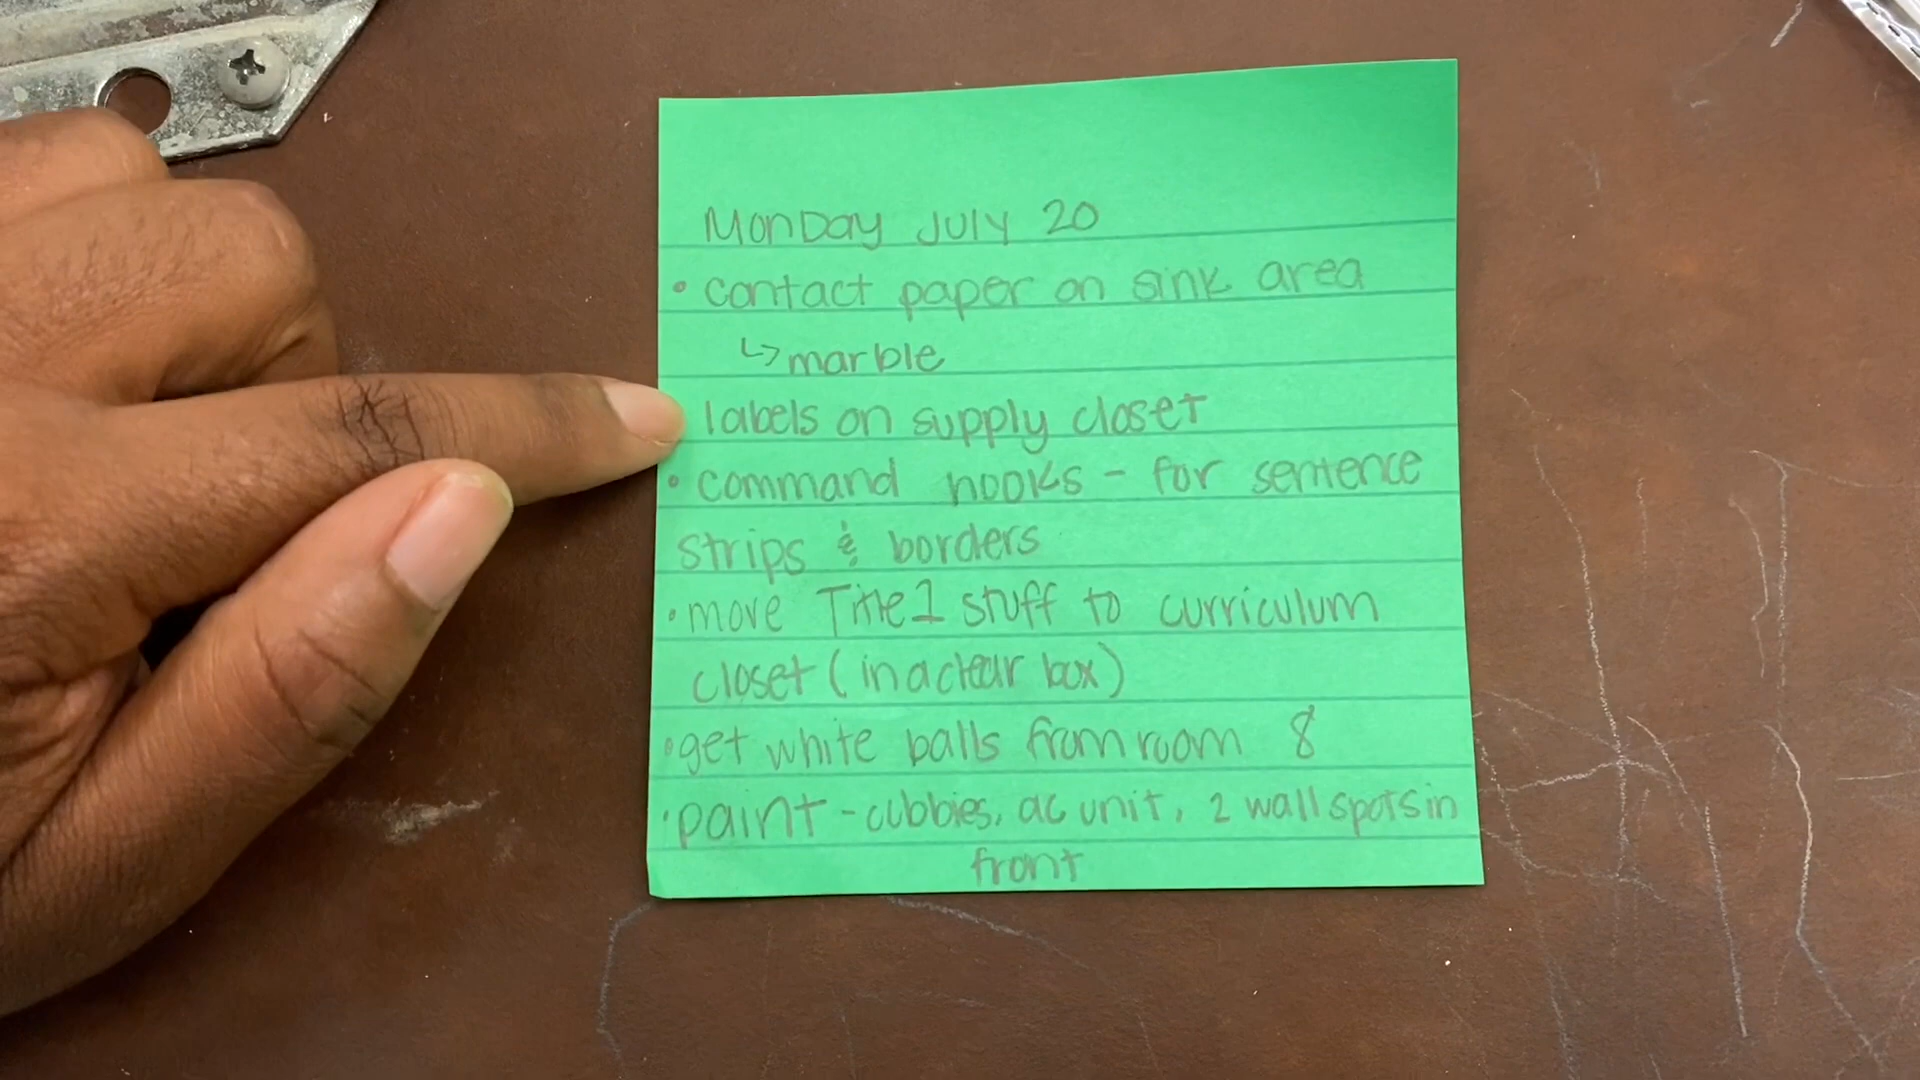 Monday July 20
• contact paper on sink area
↳ marble
labels on supply closet
• command hooks - for sentence
strips & borders
• move Title 1 stuff to curriculum
closet (in a clear box)
• get white balls from room 8
• paint - cubbies, ac unit, 2 wall spots in
front